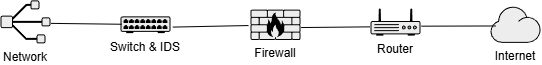 Network
Switch & IDS
Firewall
Router
Internet